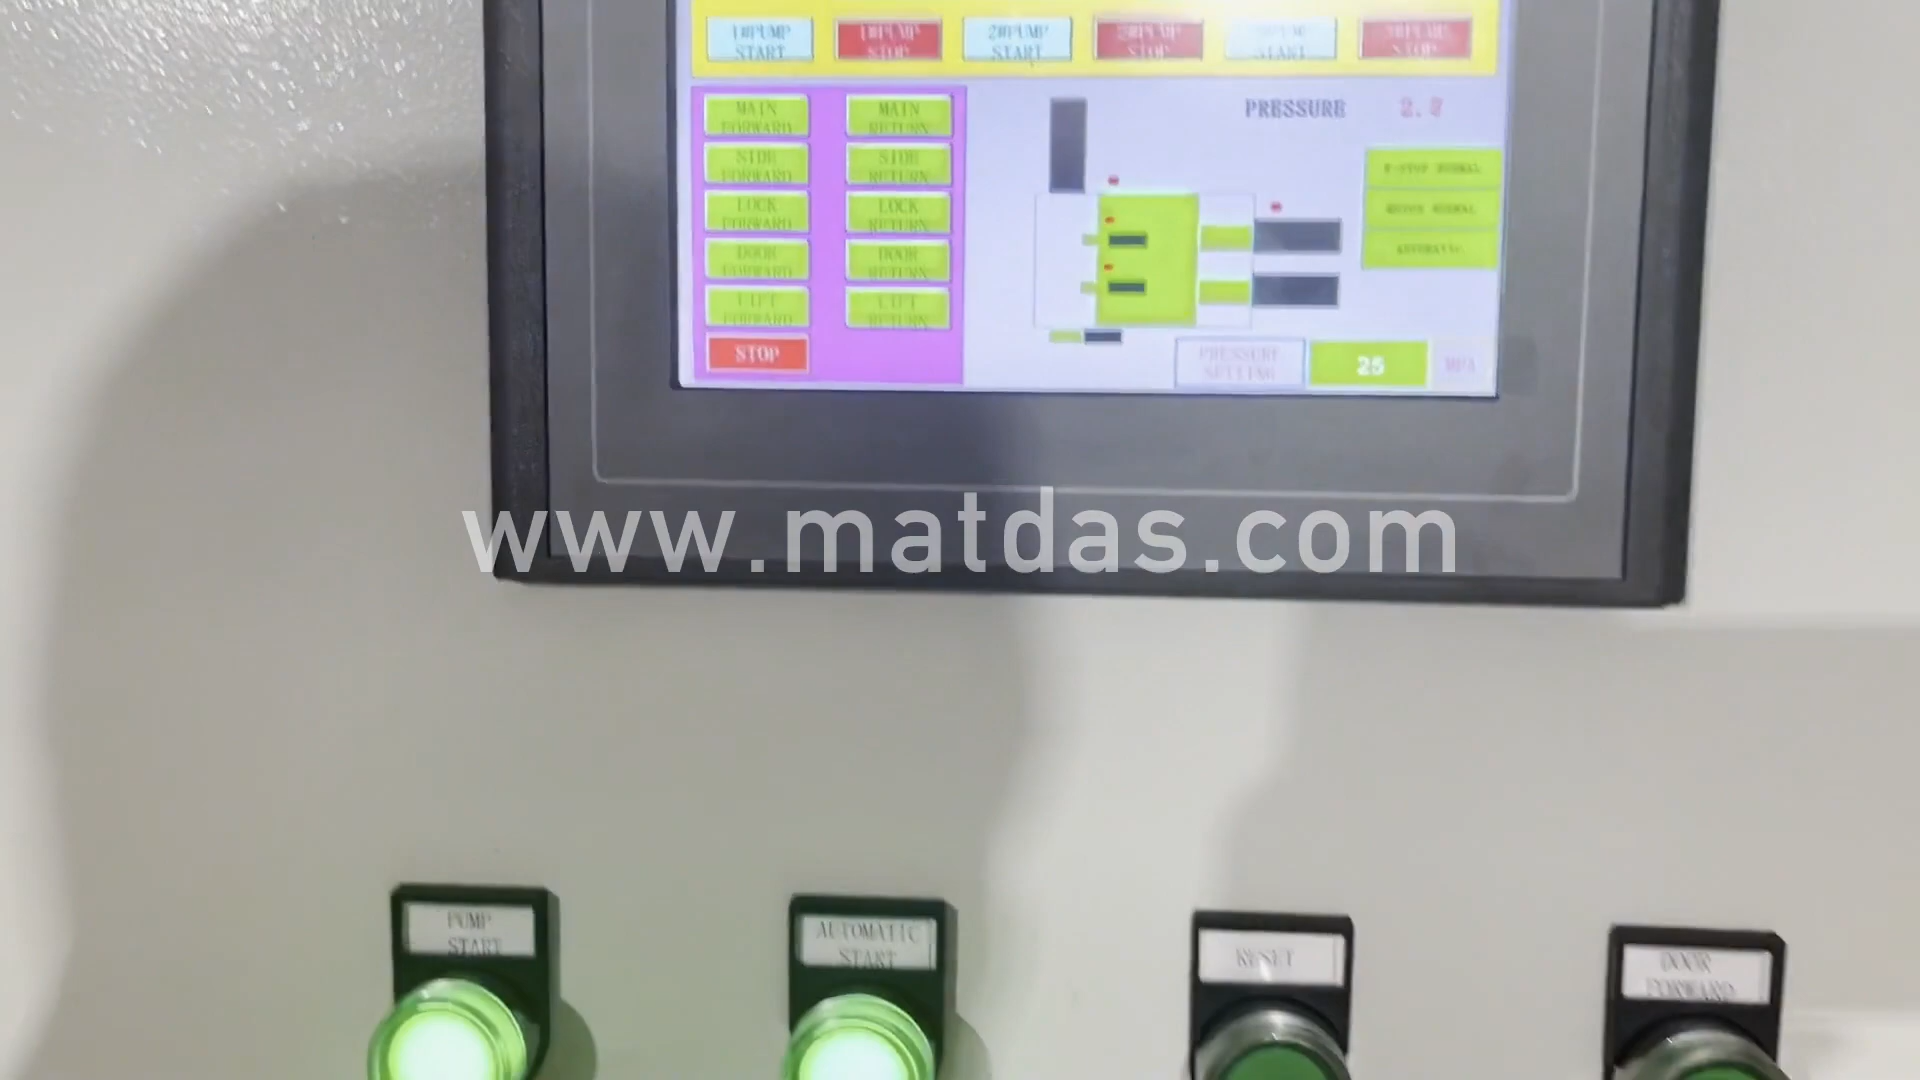 1#PUMP
START
1#PUMP
STOP
2#PUMP
START
2#PUMP
STOP
3#PUMP
START
3#PUMP
STOP
MAIN
FORWARD
MAIN
RETURN
SIDE
FORWARD
SIDE
RETURN
LOCK
FORWARD
LOCK
RETURN
DOOR
FORWARD
DOOR
RETURN
LIFT
FORWARD
LIFT
RETURN
STOP
PRESSURE
E-STOP NORMAL
MOTOR NORMAL
AUTOMATIC
PRESSURE
SETTING
25
MPA
www.matdas.com
PUMP
START
AUTOMATIC
START
RESET
DOOR
FORWARD